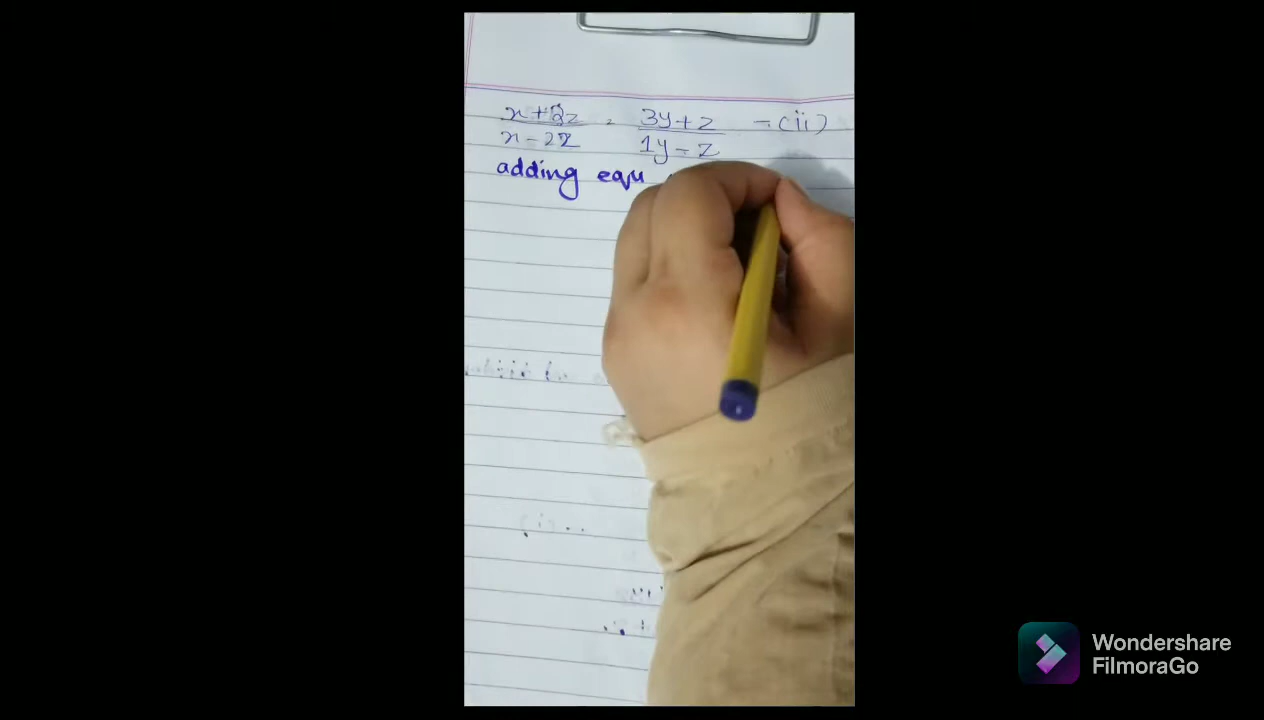 x+2z = 3y+z -(ii)
x-2z 1y-z
adding equ
Wondershare
FilmoraGo